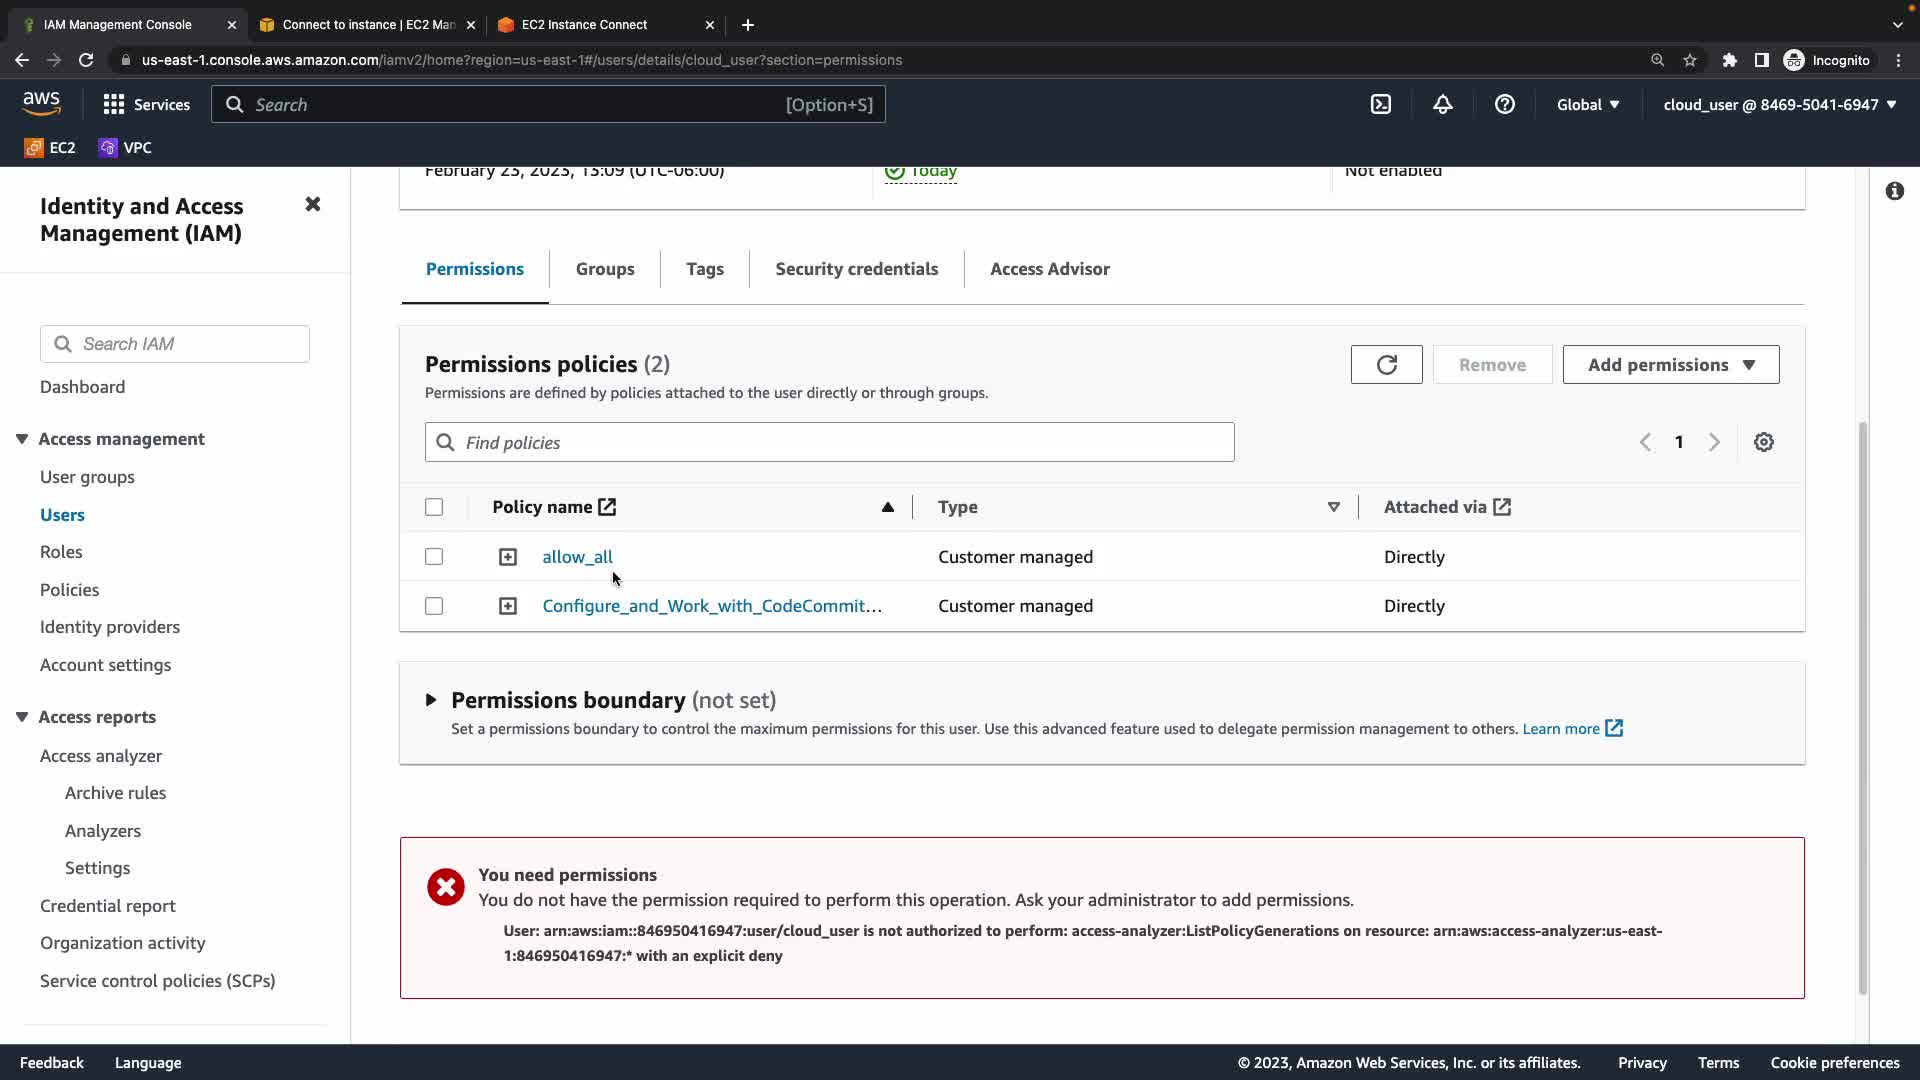 IAM Management Console
Connect to instance | EC2 Man
EC2 Instance Connect
us-east-1.console.aws.amazon.com/iamv2/home?region=us-east-1#/users/details/cloud_user?section=permissions
Incognito
aws
Services
Search
[Option+S]
Global
cloud_user @ 8469-5041-6947
EC2
VPC
Identity and Access
Management (IAM)
Search IAM
Dashboard
Access management
User groups
Users
Roles
Policies
Identity providers
Account settings
Access reports
Access analyzer
Archive rules
Analyzers
Settings
Credential report
Organization activity
Service control policies (SCPs)
February 23, 2023, 13:09 (UTC-06:00)
Today
Not enabled
Permissions
Groups
Tags
Security credentials
Access Advisor
Permissions policies (2)
Permissions are defined by policies attached to the user directly or through groups.
Remove
Add permissions
Find policies
1
Policy name
Type
Attached via
allow_all
Customer managed
Directly
Configure_and_Work_with_CodeCommit...
Customer managed
Directly
Permissions boundary (not set)
Set a permissions boundary to control the maximum permissions for this user. Use this advanced feature used to delegate permission management to others. Learn more
You need permissions
You do not have the permission required to perform this operation. Ask your administrator to add permissions.
User: arn:aws:iam::846950416947:user/cloud_user is not authorized to perform: access-analyzer:ListPolicyGenerations on resource: arn:aws:access-analyzer:us-east-
1:846950416947:* with an explicit deny
Feedback
Language
© 2023, Amazon Web Services, Inc. or its affiliates.
Privacy
Terms
Cookie preferences